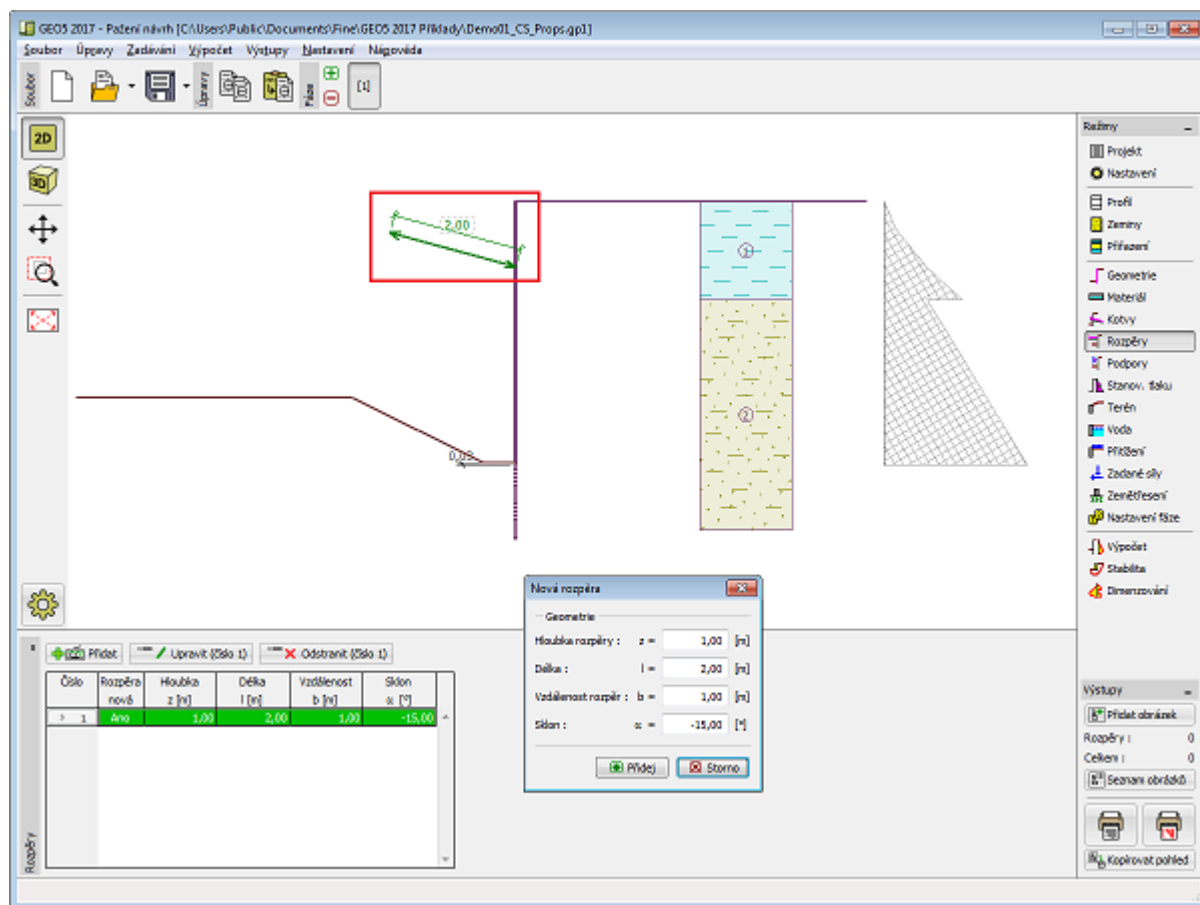 GEO5 2017 - Pažení návrh [C:\Users\Public\Documents\Fine\GEO5 2017 Příklady\Demo01_CS_Props.gp1]
Soubor Úpravy Zadávání Výpočet Výstupy Nastavení Nápověda
Soubor
Úpravy
Fáze
[1]
2D
3D
2,00
1
2
0,03
Režimy
Projekt
Nastavení
Profil
Zeminy
Přiřazení
Geometrie
Materiál
Kotvy
Rozpěry
Podpory
Stanov. tlaku
Terén
Voda
Přitížení
Zadané síly
Zemětřesení
Nastavení fáze
Výpočet
Stabilita
Dimenzování
Nová rozpěra
Geometrie
Hloubka rozpěry : z = 1,00 [m]
Délka : l = 2,00 [m]
Vzdálenost rozpěr : b = 1,00 [m]
Sklon : α = -15,00 [°]
Přidej Storno
Přidat Upravit (číslo 1) Odstranit (číslo 1)
Číslo Rozpěra Hloubka Délka Vzdálenost Sklon
nová z [m] l [m] b [m] α [°]
> 1 Ano 1,00 2,00 1,00 -15,00
Rozpěry
Výstupy
Přidat obrázek
Rozpěry : 0
Celkem : 0
Seznam obrázků
Kopírovat pohled